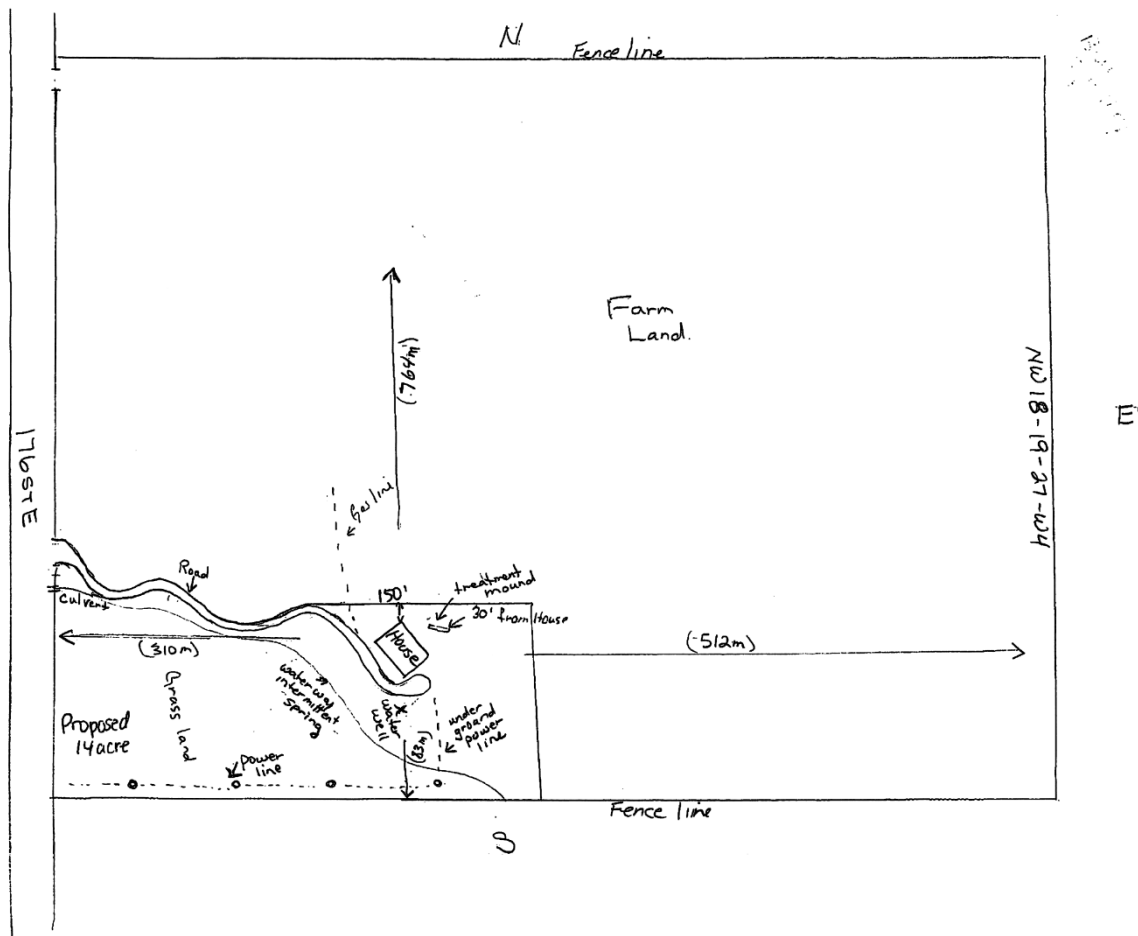 N
Fence line
Farm
Land.
(764m)
NW 18-19-27-W4
E
176 St E
Gas line
Road
culvert
150'
treatment
mound
30' from House
House
(310m)
(512m)
water way
intermittent
spring
Grass land
water
well
(83m)
under
ground
power
line
Proposed
14 acre
power
line
Fence line
S